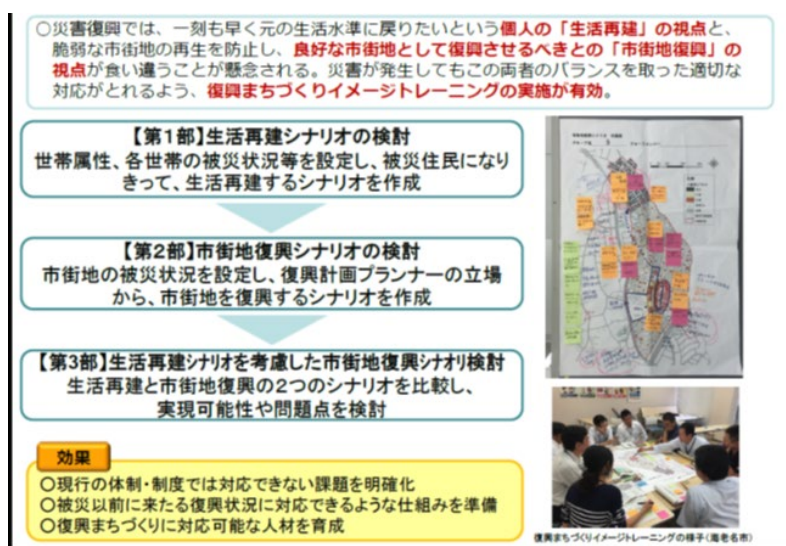 ○災害復興では、一刻も早く元の生活水準に戻りたいという個人の「生活再建」の視点と、
脆弱な市街地の再生を防止し、良好な市街地として復興させるべきとの「市街地復興」の
視点が食い違うことが懸念される。災害が発生してもこの両者のバランスを取った適切な
対応がとれるよう、復興まちづくりイメージトレーニングの実施が有効。
【第1部】生活再建シナリオの検討
世帯属性、各世帯の被災状況等を設定し、被災住民になり
きって、生活再建するシナリオを作成
【第2部】市街地復興シナリオの検討
市街地の被災状況を設定し、復興計画プランナーの立場
から、市街地を復興するシナリオを作成
【第3部】生活再建シナリオを考慮した市街地復興シナオリ検討
生活再建と市街地復興の2つのシナリオを比較し、
実現可能性や問題点を検討
効果
○現行の体制・制度では対応できない課題を明確化
○被災以前に来たる復興状況に対応できるような仕組みを準備
○復興まちづくりに対応可能な人材を育成
復興まちづくりイメージトレーニングの様子(海老名市)